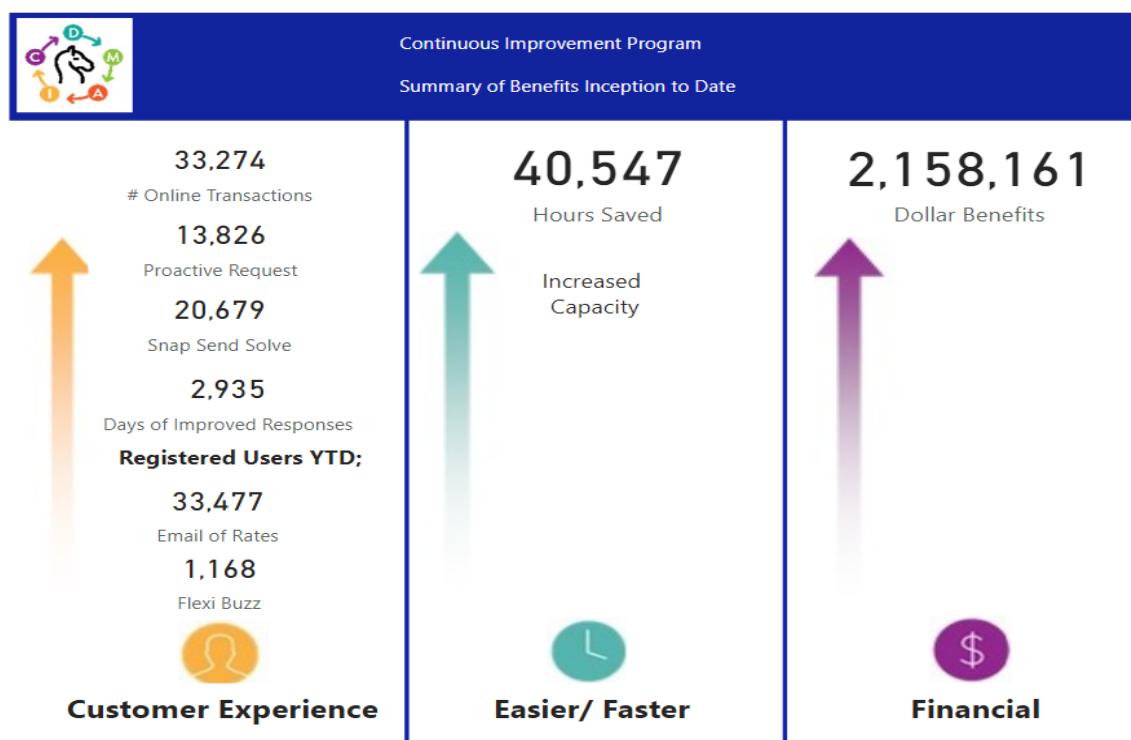 D
C
M
I
A
Continuous Improvement Program
Summary of Benefits Inception to Date
33,274
# Online Transactions
13,826
Proactive Request
20,679
Snap Send Solve
2,935
Days of Improved Responses
Registered Users YTD;
33,477
Email of Rates
1,168
Flexi Buzz
Customer Experience
40,547
Hours Saved
Increased
Capacity
Easier/ Faster
2,158,161
Dollar Benefits
$
Financial